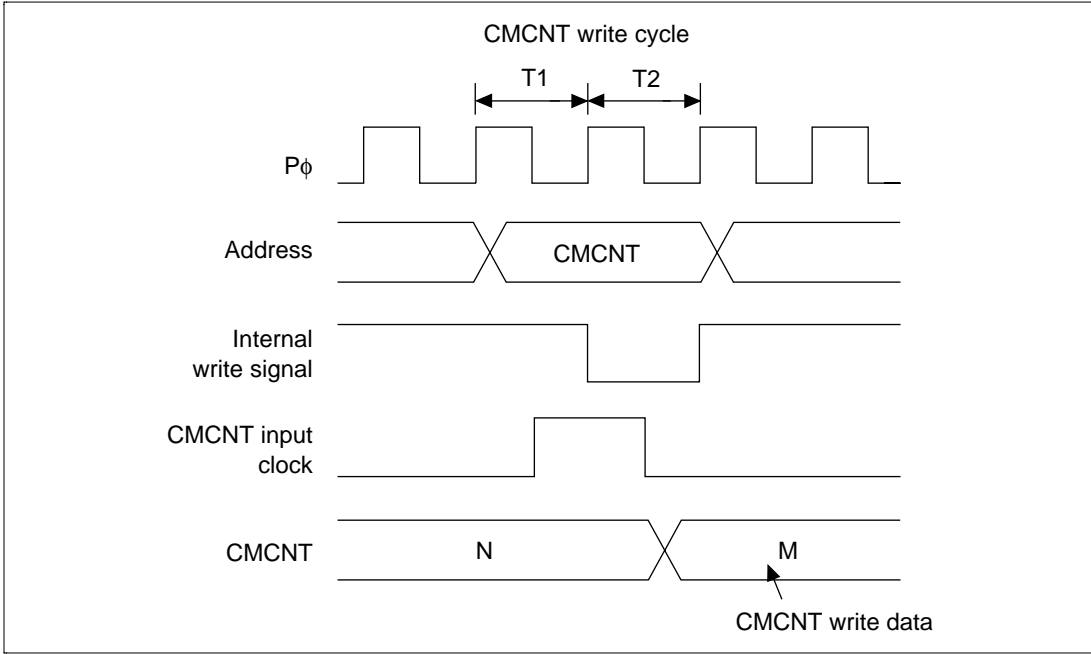 CMCNT write cycle
T1
T2
Pϕ
Address
CMCNT
Internal
write signal
CMCNT input
clock
CMCNT
N
M
CMCNT write data